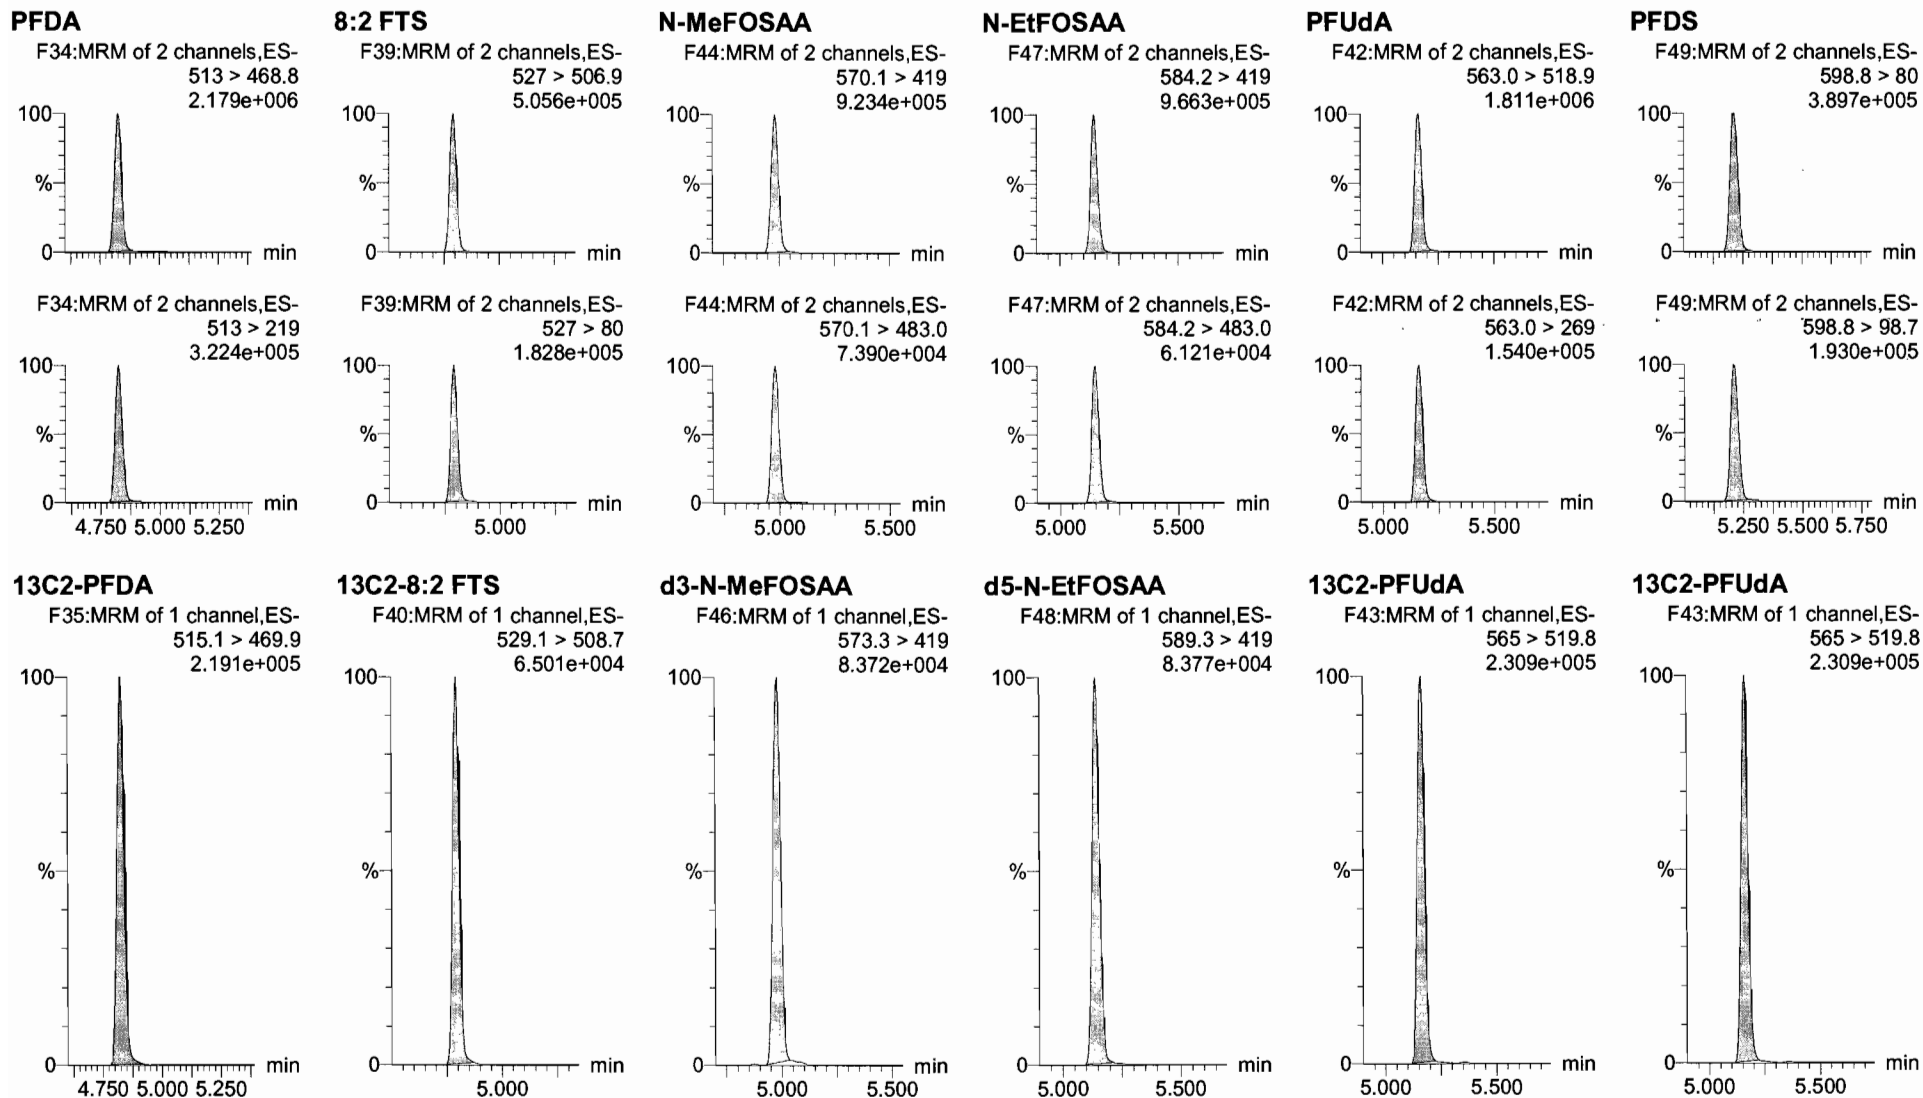 PFDA
F34:MRM of 2 channels,ES-
513 > 468.8
2.179e+006
100
%
0
min
F34:MRM of 2 channels,ES-
513 > 219
3.224e+005
100
%
0
min
4.750 5.000 5.250
8:2 FTS
F39:MRM of 2 channels,ES-
527 > 506.9
5.056e+005
100
%
0
min
F39:MRM of 2 channels,ES-
527 > 80
1.828e+005
100
%
0
min
5.000
N-MeFOSAA
F44:MRM of 2 channels,ES-
570.1 > 419
9.234e+005
100
%
0
min
F44:MRM of 2 channels,ES-
570.1 > 483.0
7.390e+004
100
%
0
min
5.000 5.500
N-EtFOSAA
F47:MRM of 2 channels,ES-
584.2 > 419
9.663e+005
100
%
0
min
F47:MRM of 2 channels,ES-
584.2 > 483.0
6.121e+004
100
%
0
min
5.000 5.500
PFUdA
F42:MRM of 2 channels,ES-
563.0 > 518.9
1.811e+006
100
%
0
min
F42:MRM of 2 channels,ES-
563.0 > 269
1.540e+005
100
%
0
min
5.000 5.500
PFDS
F49:MRM of 2 channels,ES-
598.8 > 80
3.897e+005
100
%
0
min
F49:MRM of 2 channels,ES-
598.8 > 98.7
1.930e+005
100
%
0
min
5.250 5.500 5.750
13C2-PFDA
F35:MRM of 1 channel,ES-
515.1 > 469.9
2.191e+005
100
%
0
min
4.750 5.000 5.250
13C2-8:2 FTS
F40:MRM of 1 channel,ES-
529.1 > 508.7
6.501e+004
100
%
0
min
5.000
d3-N-MeFOSAA
F46:MRM of 1 channel,ES-
573.3 > 419
8.372e+004
100
%
0
min
5.000 5.500
d5-N-EtFOSAA
F48:MRM of 1 channel,ES-
589.3 > 419
8.377e+004
100
%
0
min
5.000 5.500
13C2-PFUdA
F43:MRM of 1 channel,ES-
565 > 519.8
2.309e+005
100
%
0
min
5.000 5.500
13C2-PFUdA
F43:MRM of 1 channel,ES-
565 > 519.8
2.309e+005
100
%
0
min
5.000 5.500